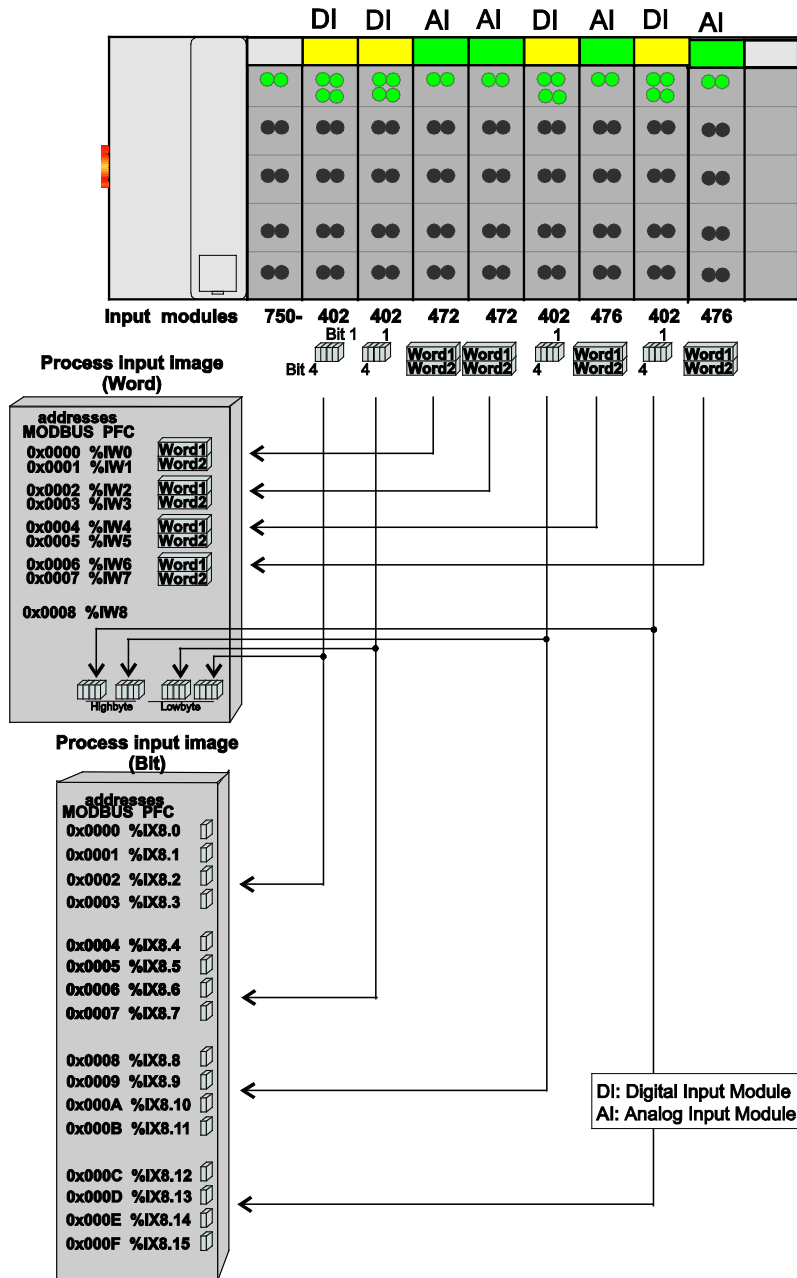 DI DI AI AI DI AI DI AI
Input modules 750- 402 402 472 472 402 476 402 476
Bit 1 1 1 1
Word1 Word1 Word1 Word1
Bit 4 4 Word2 Word2 4 Word2 4 Word2
Process input image
(Word)
addresses
MODBUS PFC
0x0000 %IW0 Word1
0x0001 %IW1 Word2
0x0002 %IW2 Word1
0x0003 %IW3 Word2
0x0004 %IW4 Word1
0x0005 %IW5 Word2
0x0006 %IW6 Word1
0x0007 %IW7 Word2
0x0008 %IW8
Highbyte Lowbyte
Process input image
(Bit)
addresses
MODBUS PFC
0x0000 %IX8.0
0x0001 %IX8.1
0x0002 %IX8.2
0x0003 %IX8.3
0x0004 %IX8.4
0x0005 %IX8.5
0x0006 %IX8.6
0x0007 %IX8.7
0x0008 %IX8.8
0x0009 %IX8.9
0x000A %IX8.10
0x000B %IX8.11
0x000C %IX8.12
0x000D %IX8.13
0x000E %IX8.14
0x000F %IX8.15
DI: Digital Input Module
AI: Analog Input Module